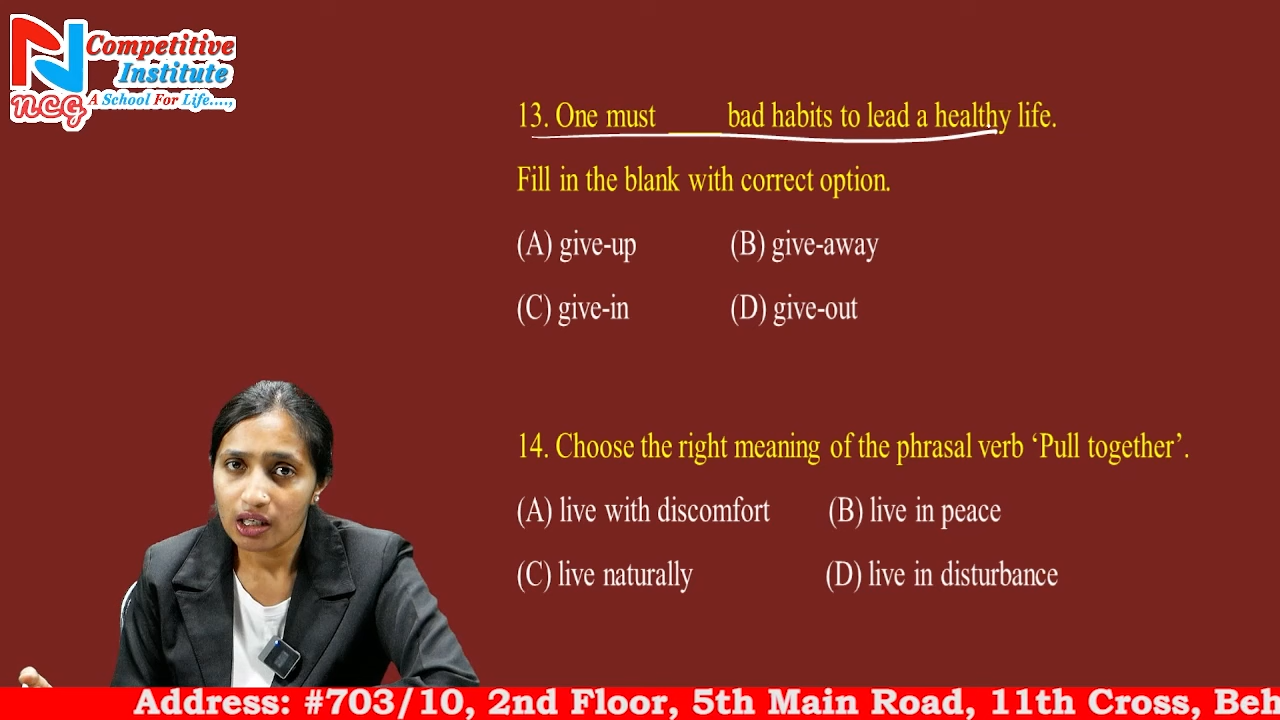 Competitive
Institute
NCG A School For Life....,
13. One must ____ bad habits to lead a healthy life.
Fill in the blank with correct option.
(A) give-up (B) give-away
(C) give-in (D) give-out
14. Choose the right meaning of the phrasal verb ‘Pull together’.
(A) live with discomfort (B) live in peace
(C) live naturally (D) live in disturbance
Address: #703/10, 2nd Floor, 5th Main Road, 11th Cross, Beh